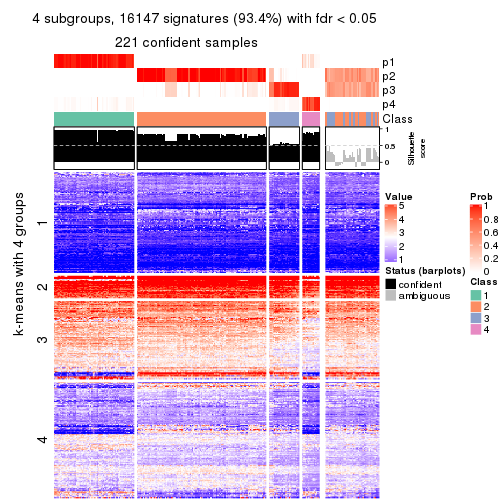 4 subgroups, 16147 signatures (93.4%) with fdr < 0.05
221 confident samples
p1
p2
p3
p4
Class
1
0.5
0
Silhouette
score
k-means with 4 groups
1
2
3
4
Value
5
4
3
2
1
Status (barplots)
confident
ambiguous
Prob
1
0.8
0.6
0.4
0.2
0
Class
1
2
3
4